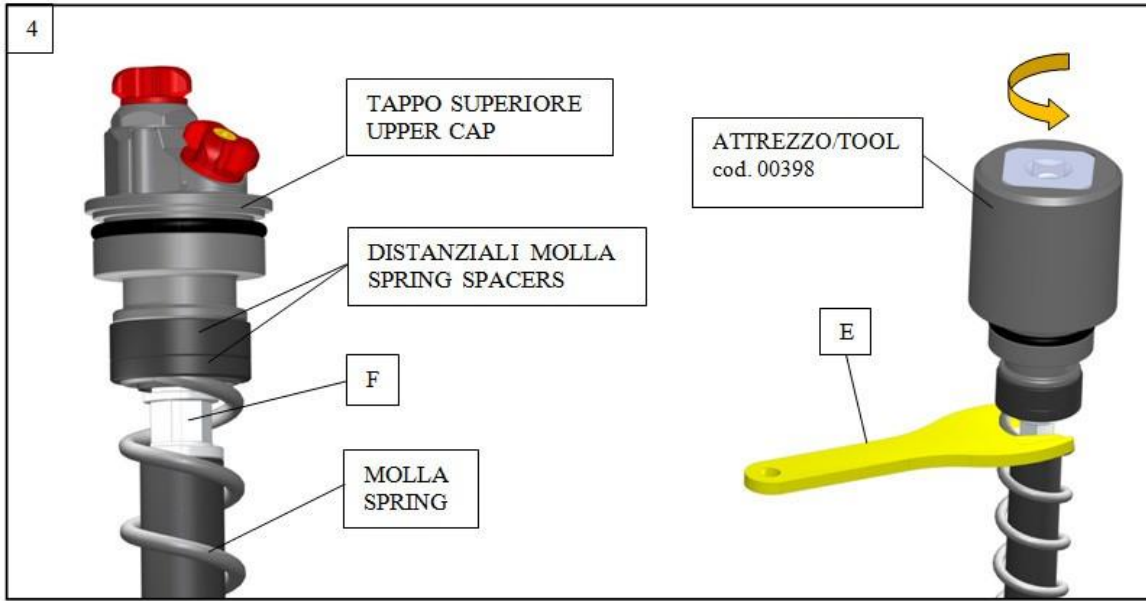 4
TAPPO SUPERIORE
UPPER CAP
DISTANZIALI MOLLA
SPRING SPACERS
F
MOLLA
SPRING
ATTREZZO/TOOL
cod. 00398
E